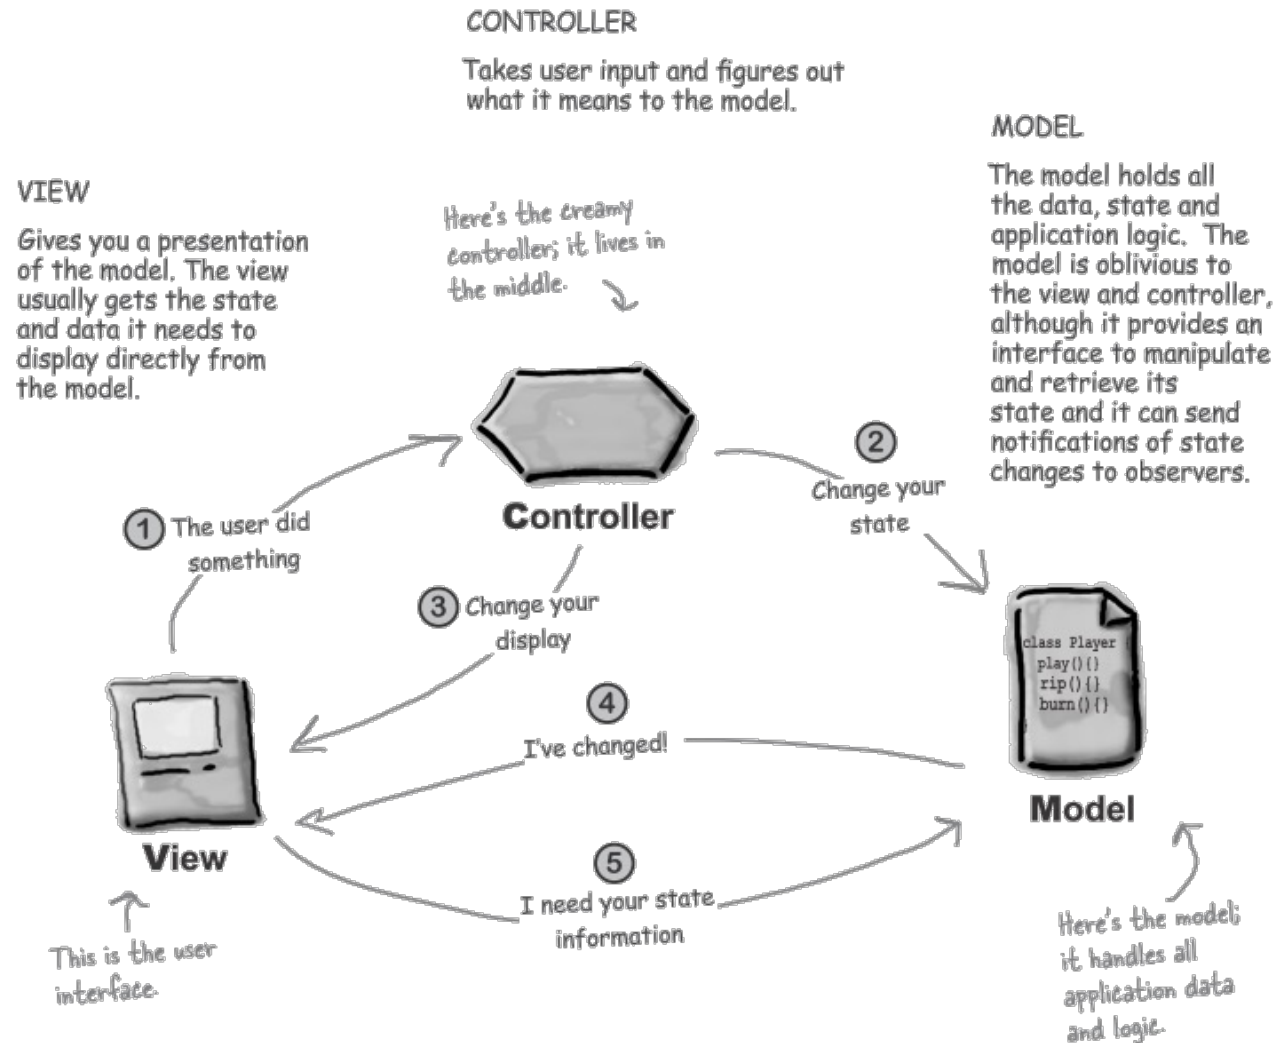 CONTROLLER
Takes user input and figures out
what it means to the model.
MODEL
The model holds all
the data, state and
application logic. The
model is oblivious to
the view and controller,
although it provides an
interface to manipulate
and retrieve its
state and it can send
notifications of state
changes to observers.
VIEW
Gives you a presentation
of the model. The view
usually gets the state
and data it needs to
display directly from
the model.
Here's the creamy
controller; it lives in
the middle.
Controller
1 The user did
something
2
Change your
state
3 Change your
display
4
I've changed!
5
I need your state
information
class Player {
play(){}
rip(){}
burn(){}
View
Model
This is the user
interface.
Here's the model;
it handles all
application data
and logic.